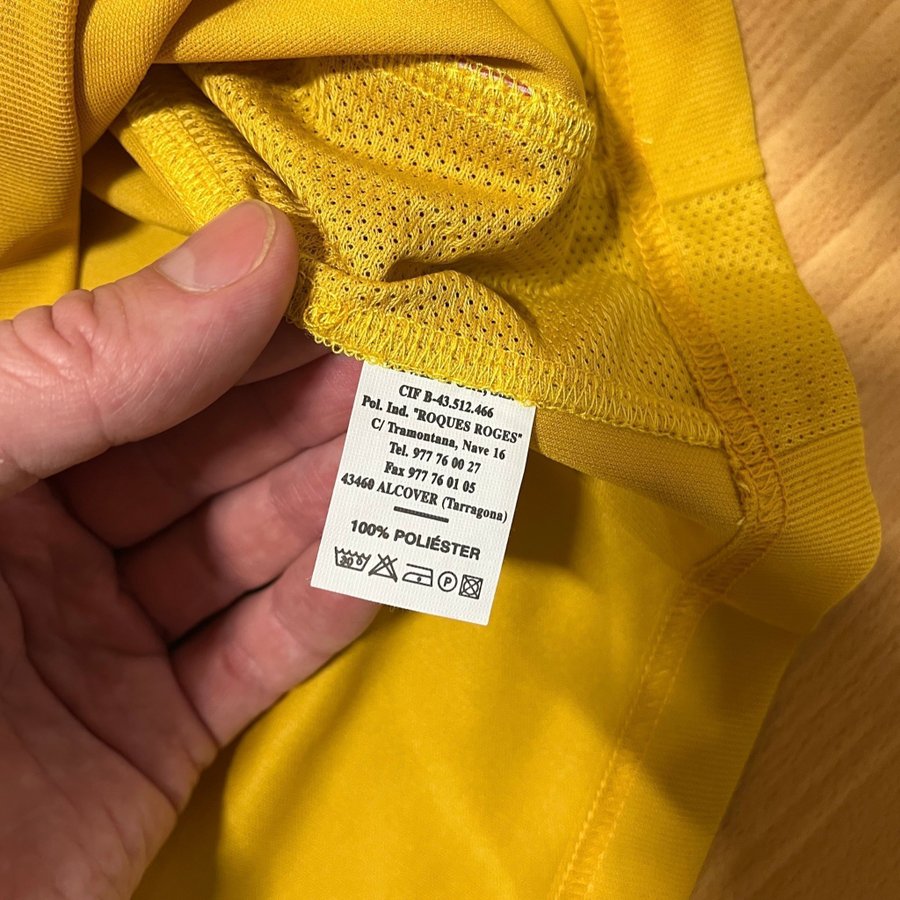 CIF B-43.512.466
Pol. Ind. "ROQUES ROGES"
C/ Tramontana, Nave 16
Tel. 977 76 00 27
Fax 977 76 01 05
43460 ALCOVER (Tarragona)
100% POLIÉSTER
30 P